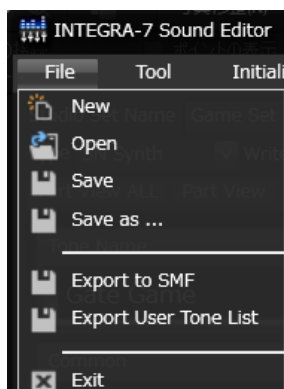 INTEGRA-7 Sound Editor
File Tool Initiali
New
Open
Save
Save as ...
Export to SMF
Export User Tone List
Exit